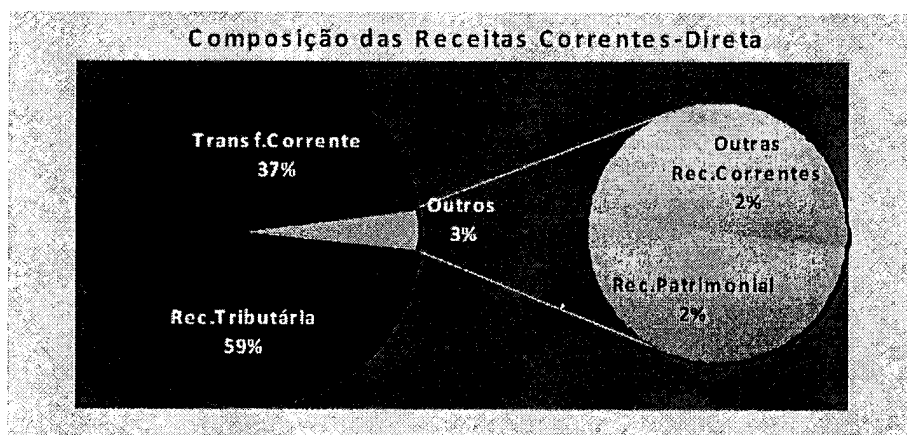 Composição das Receitas Correntes-Direta
Transf.Corrente
37%
Outros
3%
Rec.Tributária
59%
Outras
Rec.Correntes
2%
Rec.Patrimonial
2%